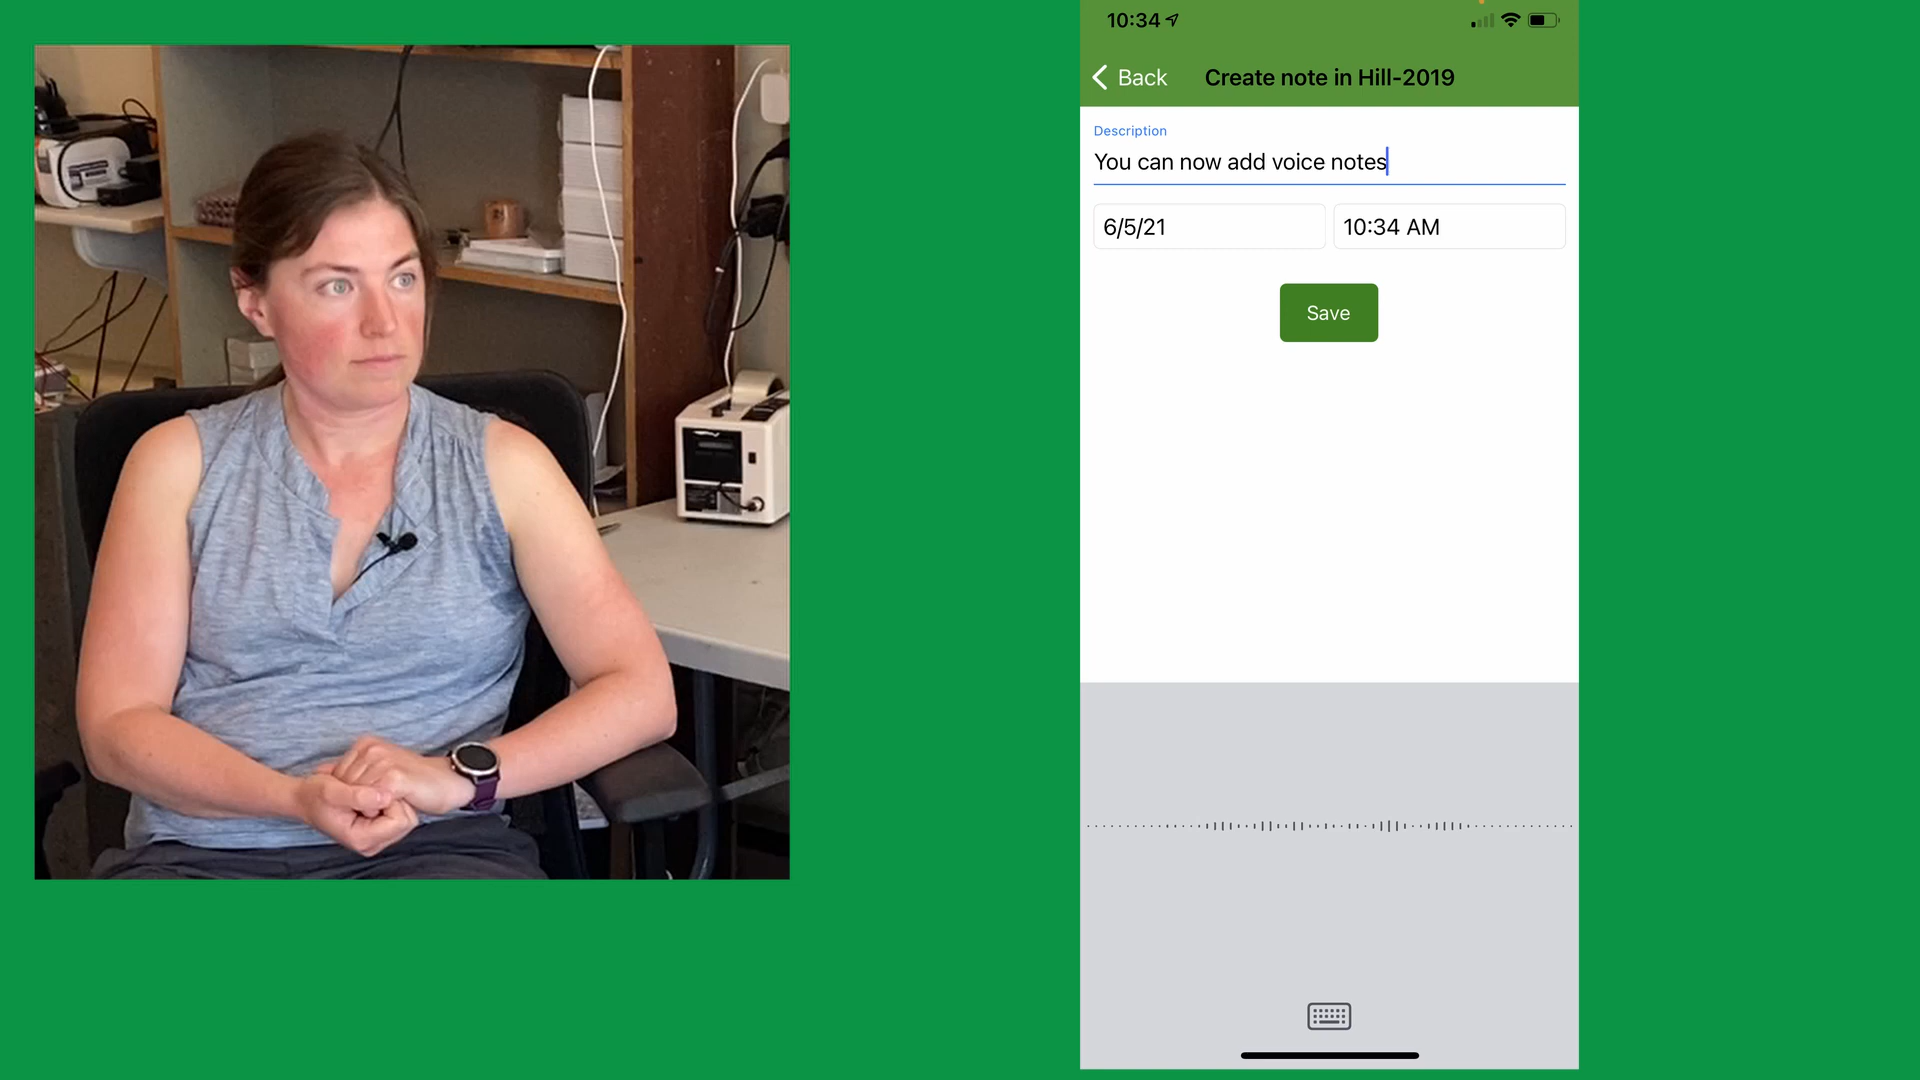 10:34
Back
Create note in Hill-2019
Description
You can now add voice notes
6/5/21
10:34 AM
Save